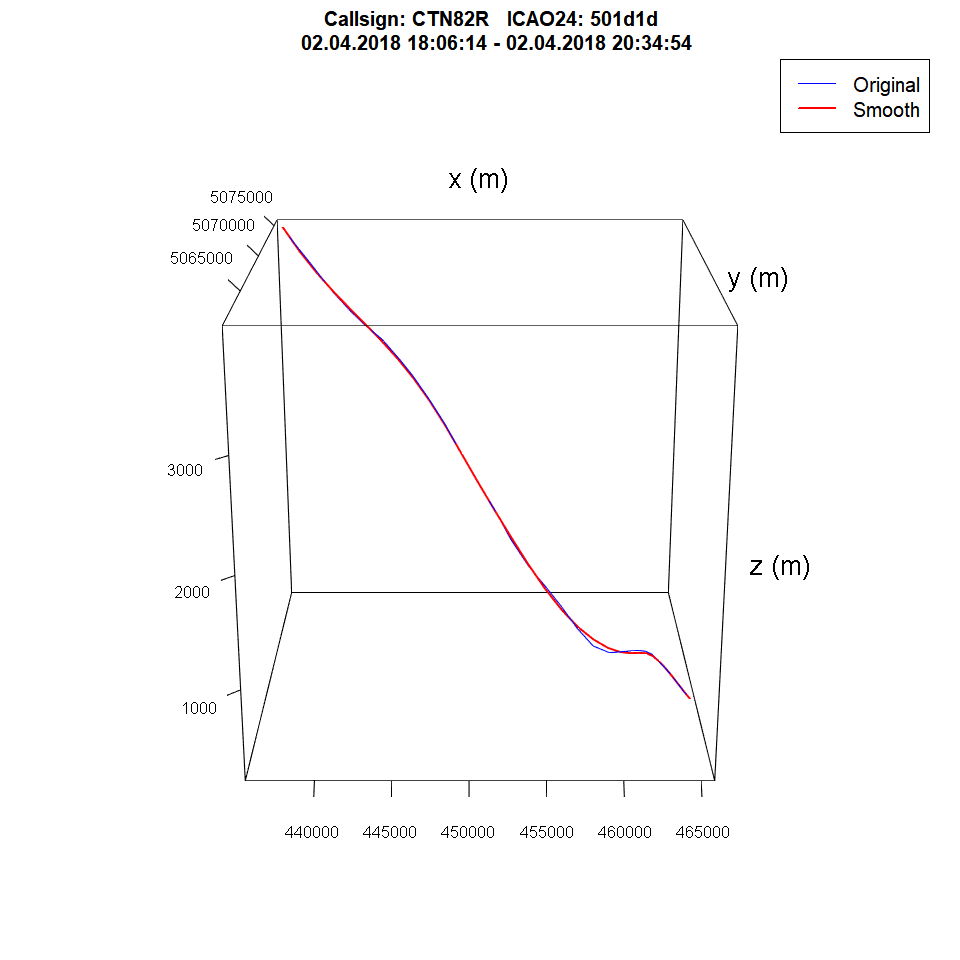 Callsign: CTN82R   ICAO24: 501d1d
02.04.2018 18:06:14 - 02.04.2018 20:34:54
Original
Smooth
x (m)
5075000
5070000
5065000
y (m)
3000
z (m)
2000
1000
440000 445000 450000 455000 460000 465000